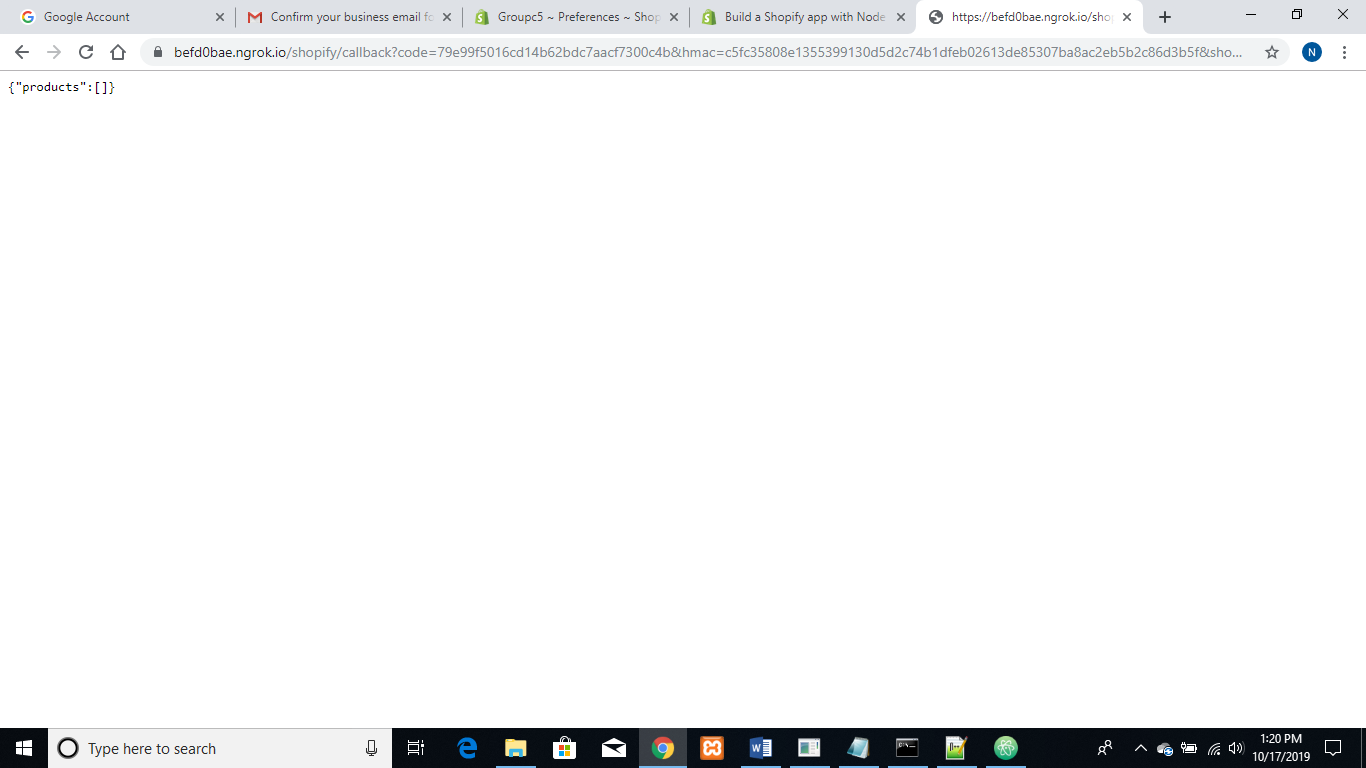 Google Account
Confirm your business email fo
Groupc5 ~ Preferences ~ Shop
Build a Shopify app with Node
https://befd0bae.ngrok.io/shop
befd0bae.ngrok.io/shopify/callback?code=79e99f5016cd14b62bdc7aacf7300c4b&hmac=c5fc35808e1355399130d5d2c74b1dfeb02613de85307ba8ac2eb5b2c86d3b5f&sho...
N
{"products":[]}
Type here to search
1:20 PM
10/17/2019